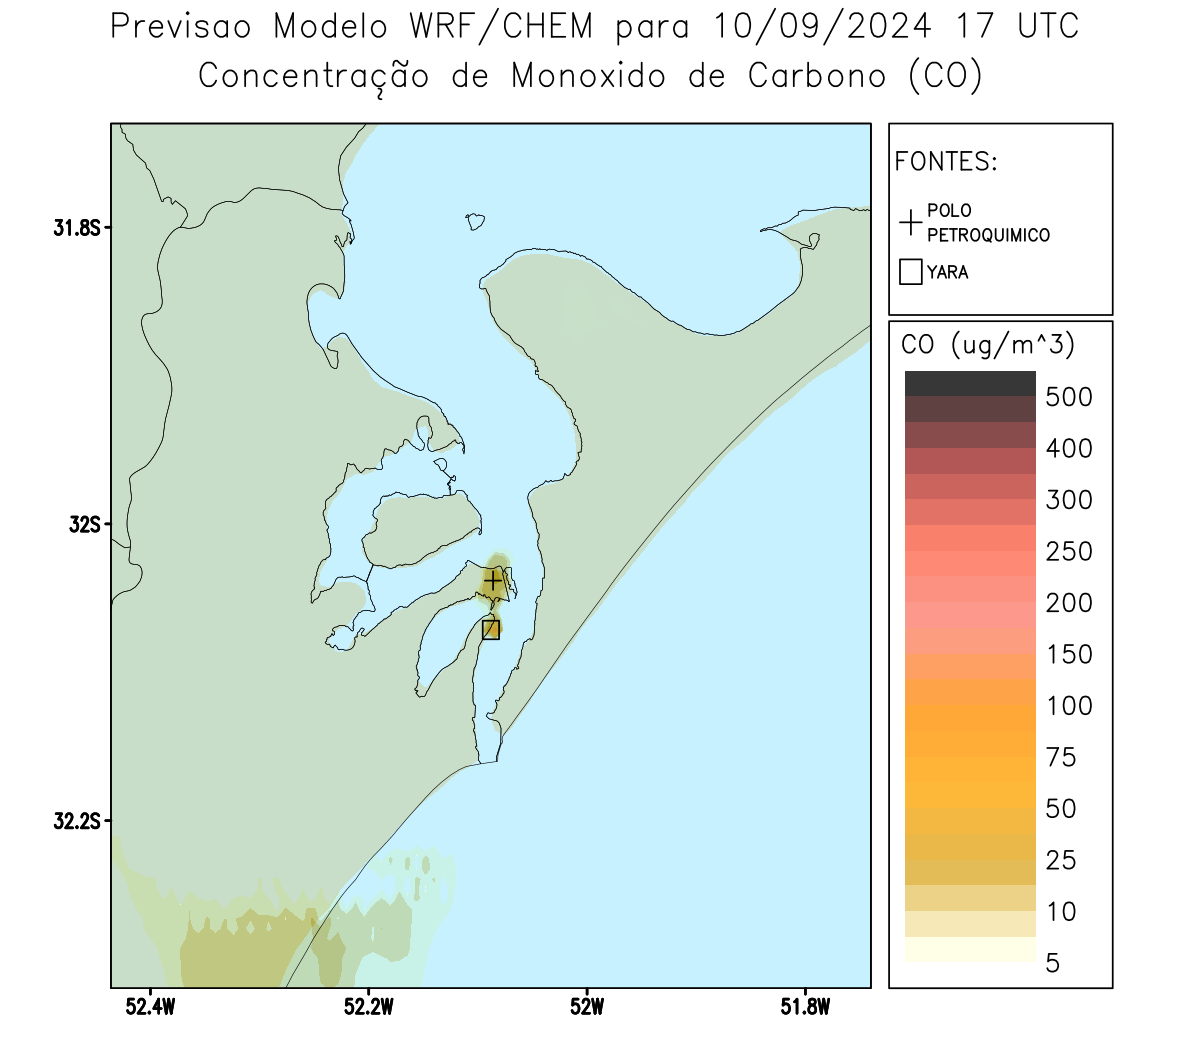 Previsao Modelo WRF/CHEM para 10/09/2024 17 UTC
Concentração de Monoxido de Carbono (CO)
FONTES:
POLO
PETROQUIMICO
YARA
CO (ug/m^3)
500
400
300
250
200
150
100
75
50
25
10
5
31.8S
32S
32.2S
52.4W
52.2W
52W
51.8W